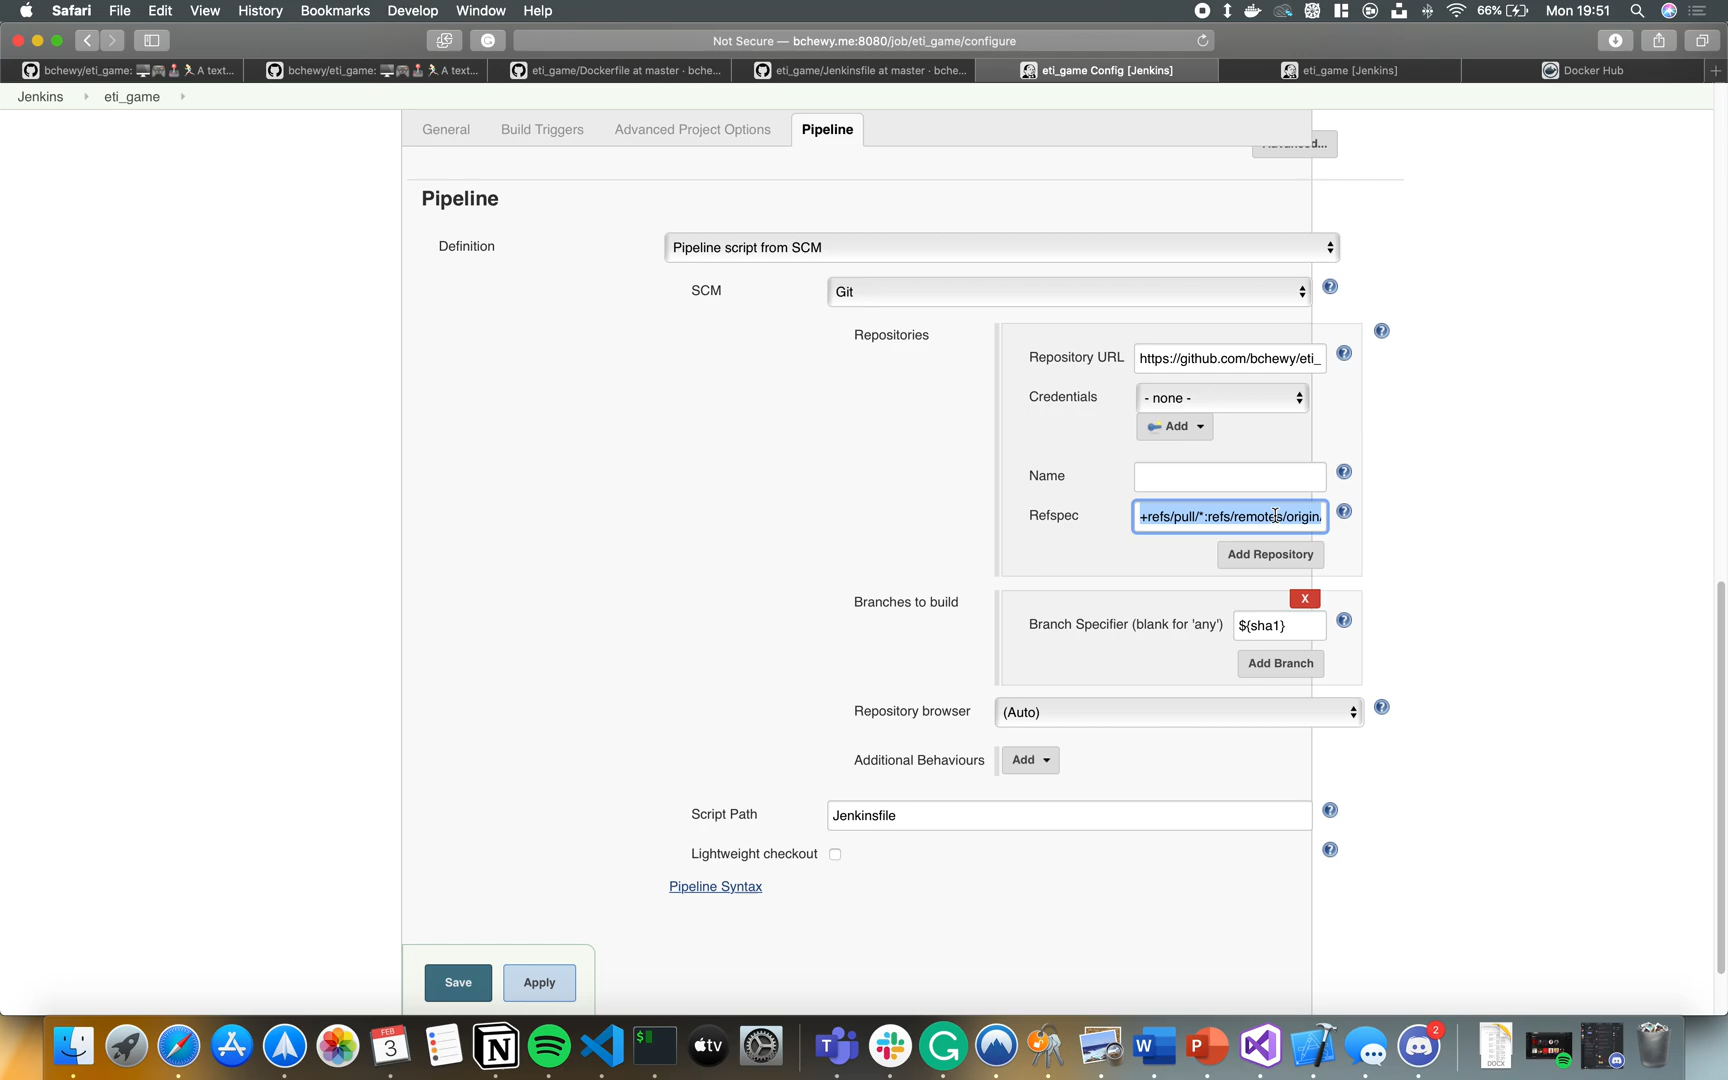 Safari File Edit View History Bookmarks Develop Window Help 66% Mon 19:51
Not Secure — bchewy.me:8080/job/eti_game/configure
bchewy/eti_game: 🖥️🎮🕹️🏃A text... bchewy/eti_game: 🖥️🎮🕹️🏃A text... eti_game/Dockerfile at master · bche... eti_game/Jenkinsfile at master · bche... eti_game Config [Jenkins] eti_game [Jenkins] Docker Hub
Jenkins eti_game
General Build Triggers Advanced Project Options Pipeline
Advanced...
Pipeline
Definition Pipeline script from SCM
SCM Git
Repositories
Repository URL https://github.com/bchewy/eti_
Credentials - none -
Add
Name
Refspec +refs/pull/*:refs/remotes/origin/
Add Repository
Branches to build
X
Branch Specifier (blank for 'any') ${sha1}
Add Branch
Repository browser (Auto)
Additional Behaviours Add
Script Path Jenkinsfile
Lightweight checkout
Pipeline Syntax
Save Apply
FEB
3
N
$
tv
W
P
2
DOCX